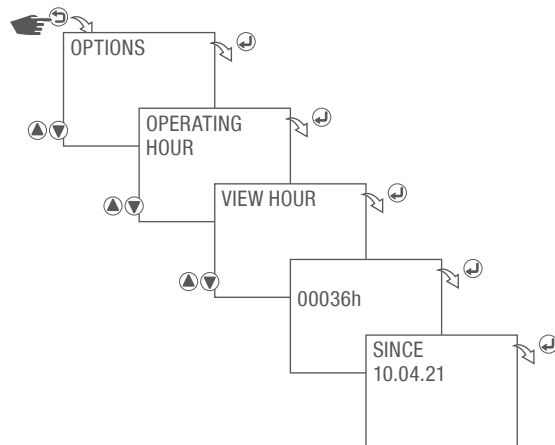 OPTIONS
OPERATING
HOUR
VIEW HOUR
00036h
SINCE
10.04.21